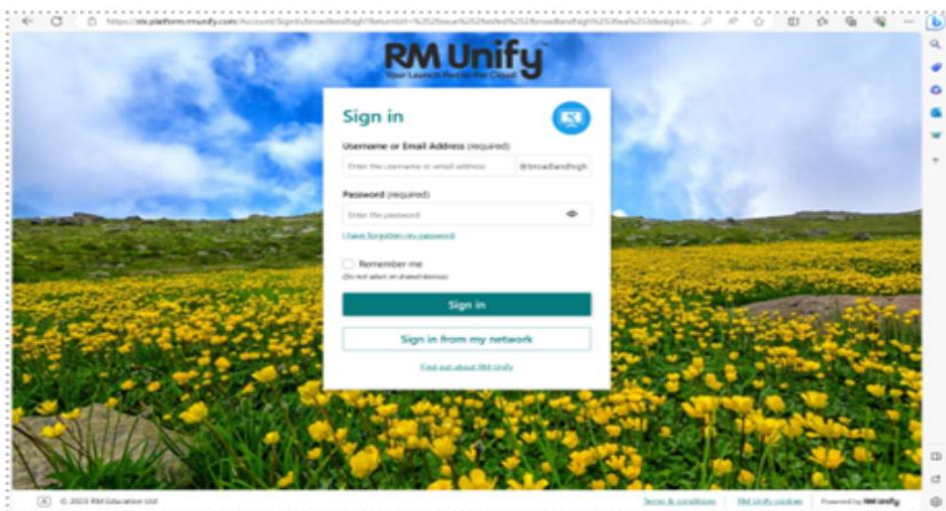 RM Unify
Your Launch Pad to the Cloud
Sign in
Username or Email Address (required)
Enter the username or email address @broadlandhigh
Password (required)
Enter the password
I have forgotten my password
Remember me
(Do not select on shared devices)
Sign in
Sign in from my network
Find out about RM Unify
© 2023 RM Education Ltd Terms & conditions RM Unify cookies Powered by RM Unify